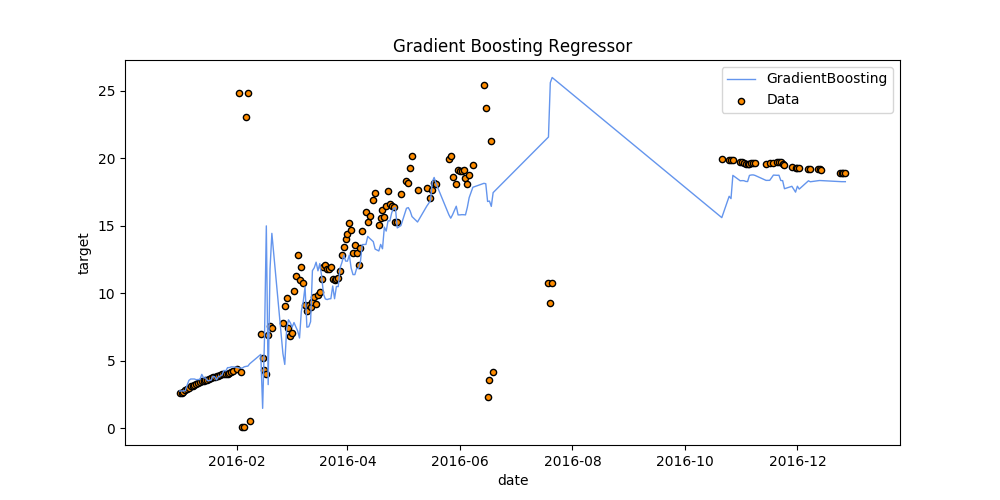 Gradient Boosting Regressor
GradientBoosting
Data
target
25
20
15
10
5
0
2016-02
2016-04
2016-06
2016-08
2016-10
2016-12
date